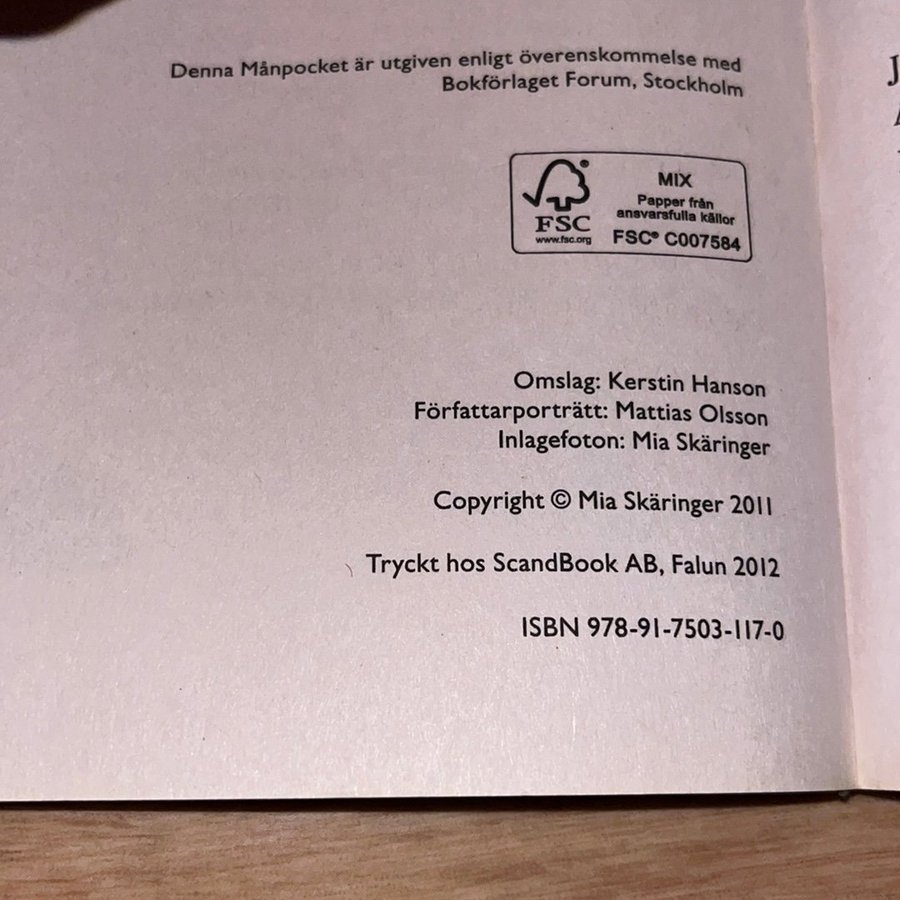 Denna Månpocket är utgiven enligt överenskommelse med
Bokförlaget Forum, Stockholm
FSC
www.fsc.org
MIX
Papper från
ansvarsfulla källor
FSC® C007584
Omslag: Kerstin Hanson
Författarporträtt: Mattias Olsson
Inlagefoton: Mia Skäringer
Copyright © Mia Skäringer 2011
Tryckt hos ScandBook AB, Falun 2012
ISBN 978-91-7503-117-0
J